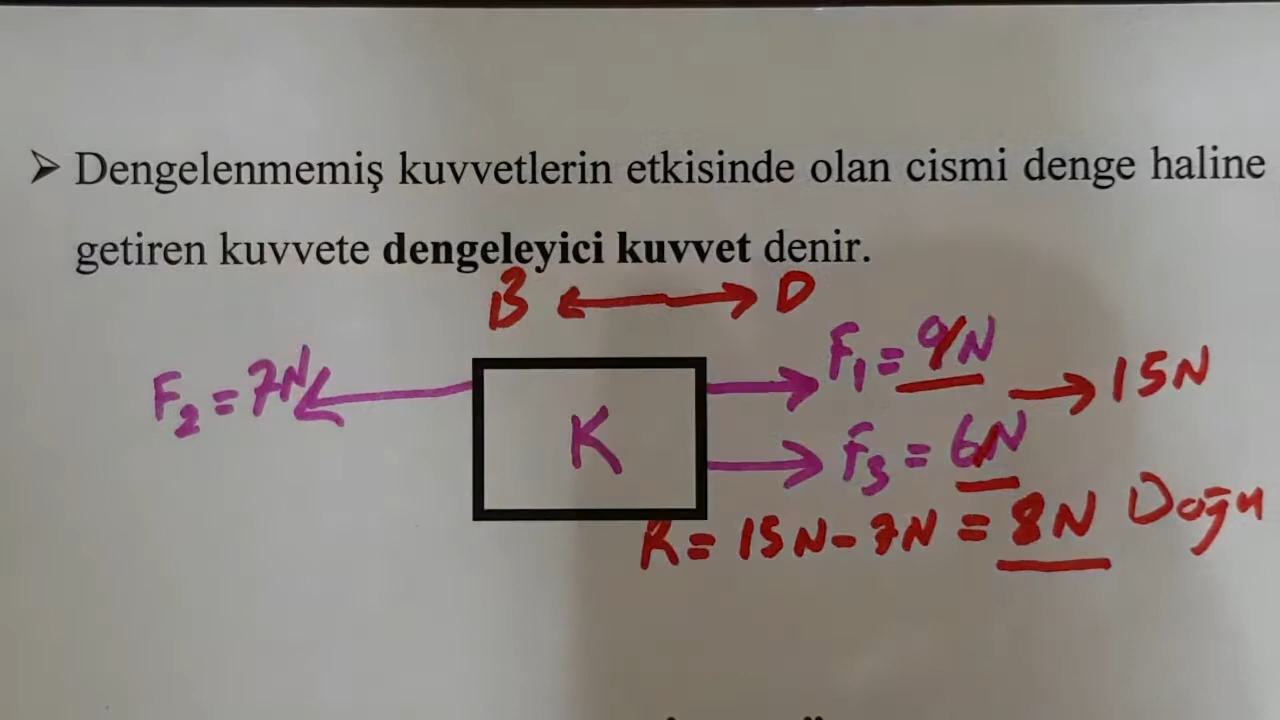 ➤ Dengelenmemiş kuvvetlerin etkisinde olan cismi denge haline
getiren kuvvete dengeleyici kuvvet denir.
B D
F₂ = 7N K F₁ = 9N
15N
F₃ = 6N
R = 15N - 7N = 8N Doğu